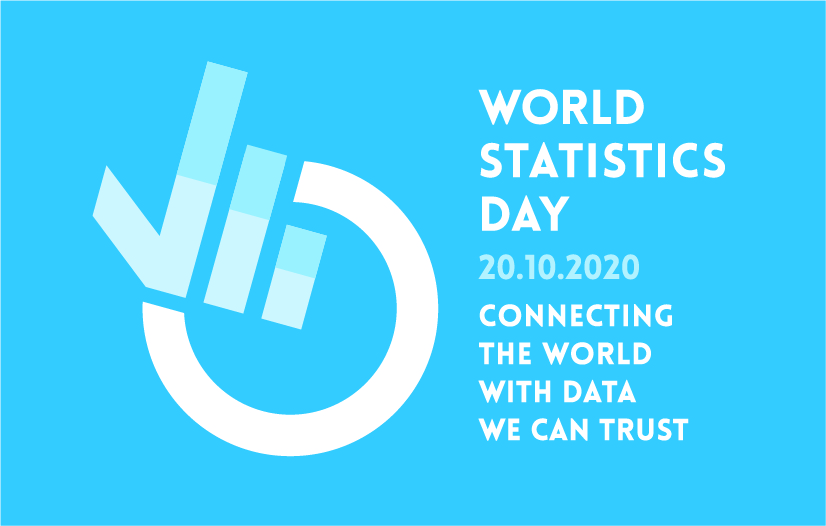 WORLD
STATISTICS
DAY
20.10.2020
CONNECTING
THE WORLD
WITH DATA
WE CAN TRUST